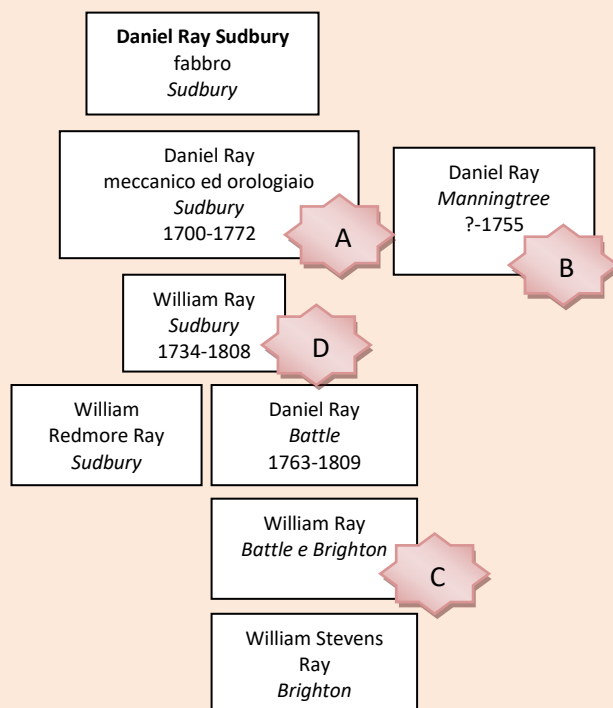 Daniel Ray Sudbury
fabbro
Sudbury
Daniel Ray
meccanico ed orologiaio
Sudbury
1700-1772
A
Daniel Ray
Manningtree
?-1755
B
William Ray
Sudbury
1734-1808
D
William
Redmore Ray
Sudbury
Daniel Ray
Battle
1763-1809
William Ray
Battle e Brighton
C
William Stevens
Ray
Brighton